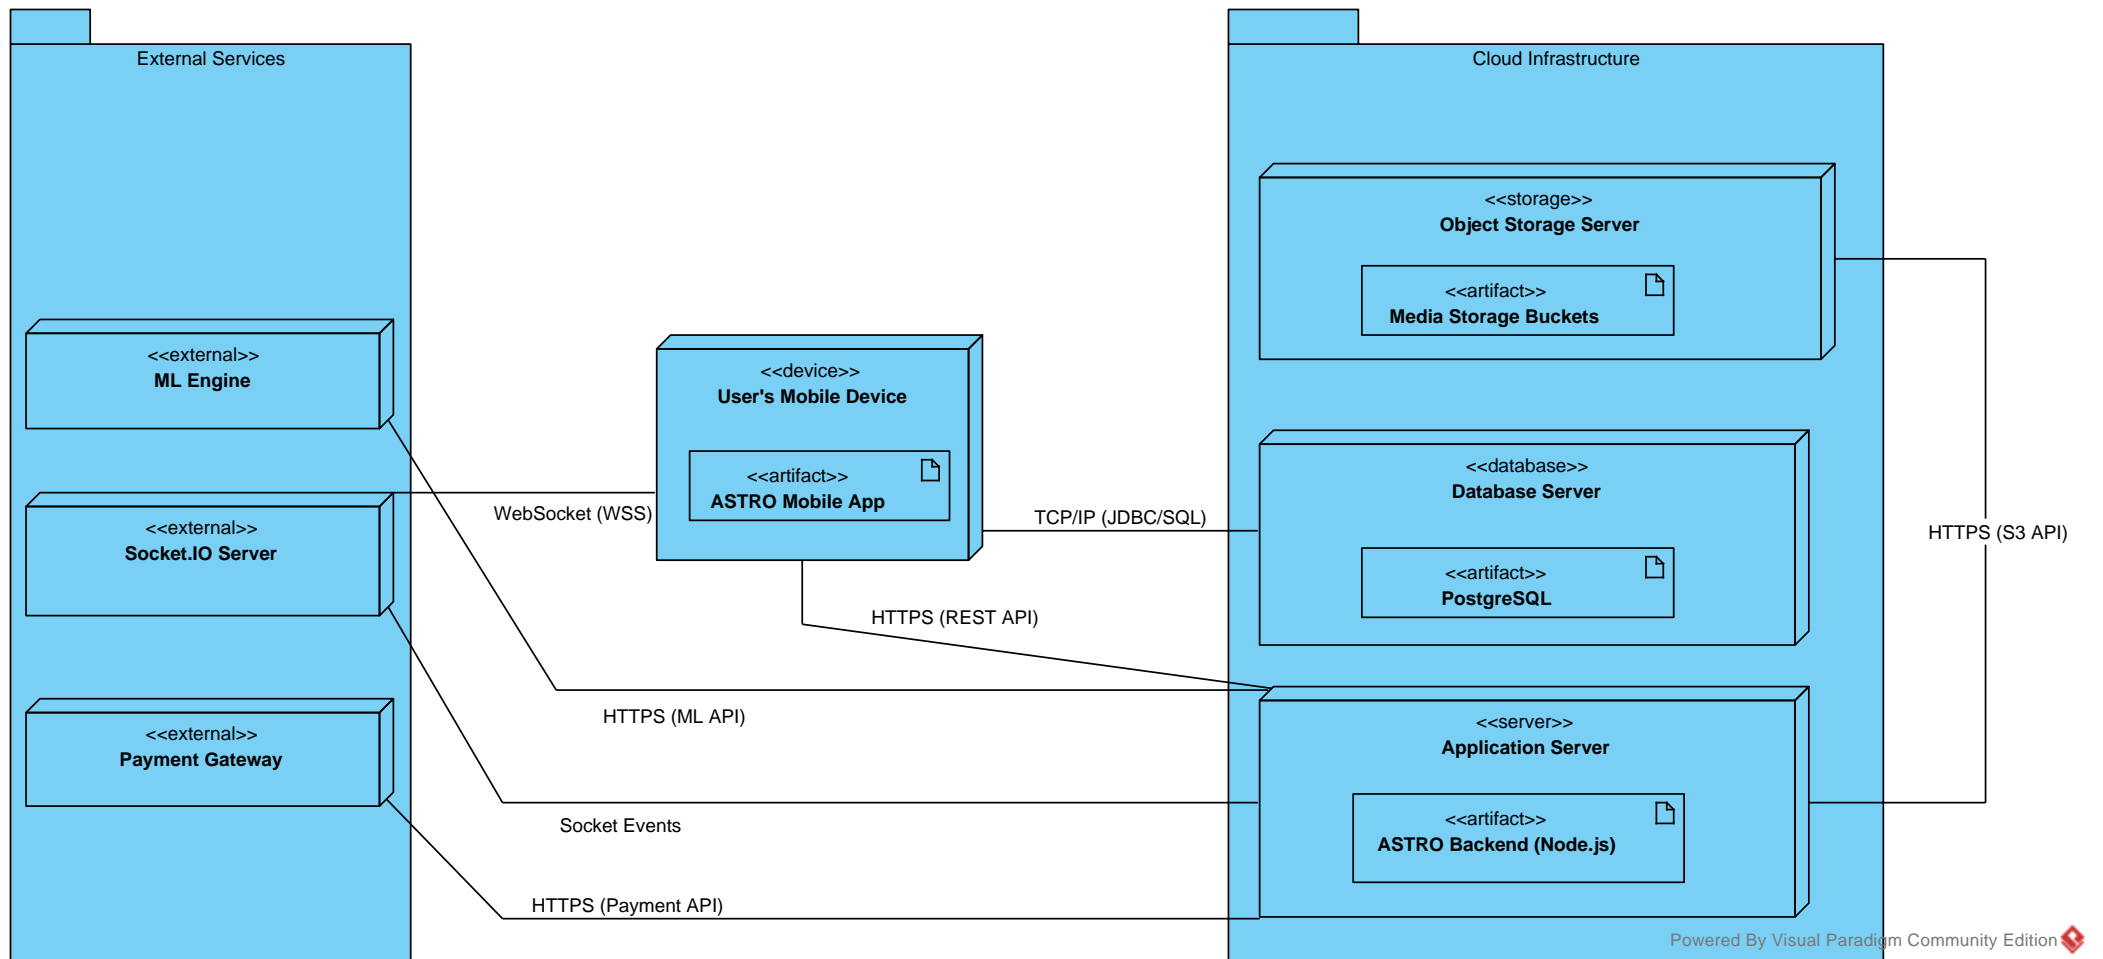 External Services
<<external>>
ML Engine
<<external>>
Socket.IO Server
<<external>>
Payment Gateway
WebSocket (WSS)
<<device>>
User's Mobile Device
<<artifact>>
ASTRO Mobile App
TCP/IP (JDBC/SQL)
HTTPS (REST API)
HTTPS (ML API)
Socket Events
HTTPS (Payment API)
Cloud Infrastructure
<<storage>>
Object Storage Server
<<artifact>>
Media Storage Buckets
<<database>>
Database Server
<<artifact>>
PostgreSQL
<<server>>
Application Server
<<artifact>>
ASTRO Backend (Node.js)
HTTPS (S3 API)
Powered By Visual Paradigm Community Edition